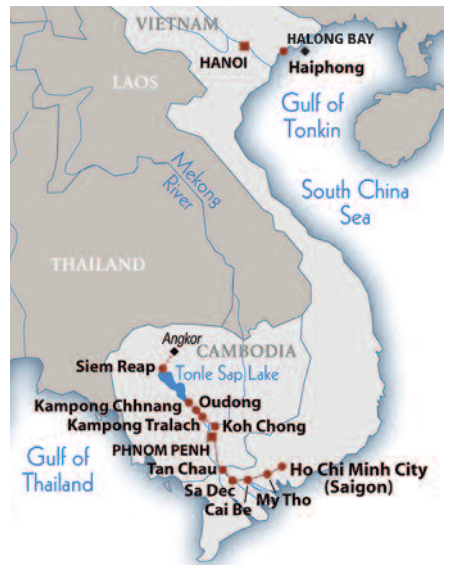 VIETNAM
HALONG BAY
HANOI
Haiphong
LAOS
Gulf of
Tonkin
Mekong
River
South China
Sea
THAILAND
Angkor
CAMBODIA
Siem Reap
Tonle Sap Lake
Kampong Chhnang
Oudong
Kampong Tralach
Koh Chong
PHNOM PENH
Gulf of
Thailand
Tan Chau
Ho Chi Minh City
(Saigon)
Sa Dec
My Tho
Cai Be